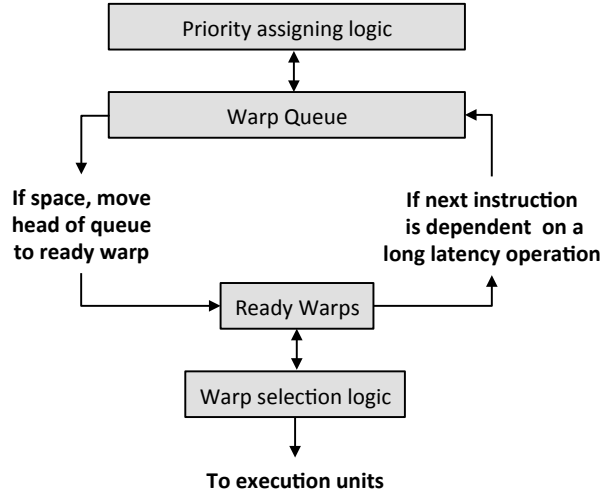 Priority assigning logic
Warp Queue
If space, move
head of queue
to ready warp
If next instruction
is dependent on a
long latency operation
Ready Warps
Warp selection logic
To execution units